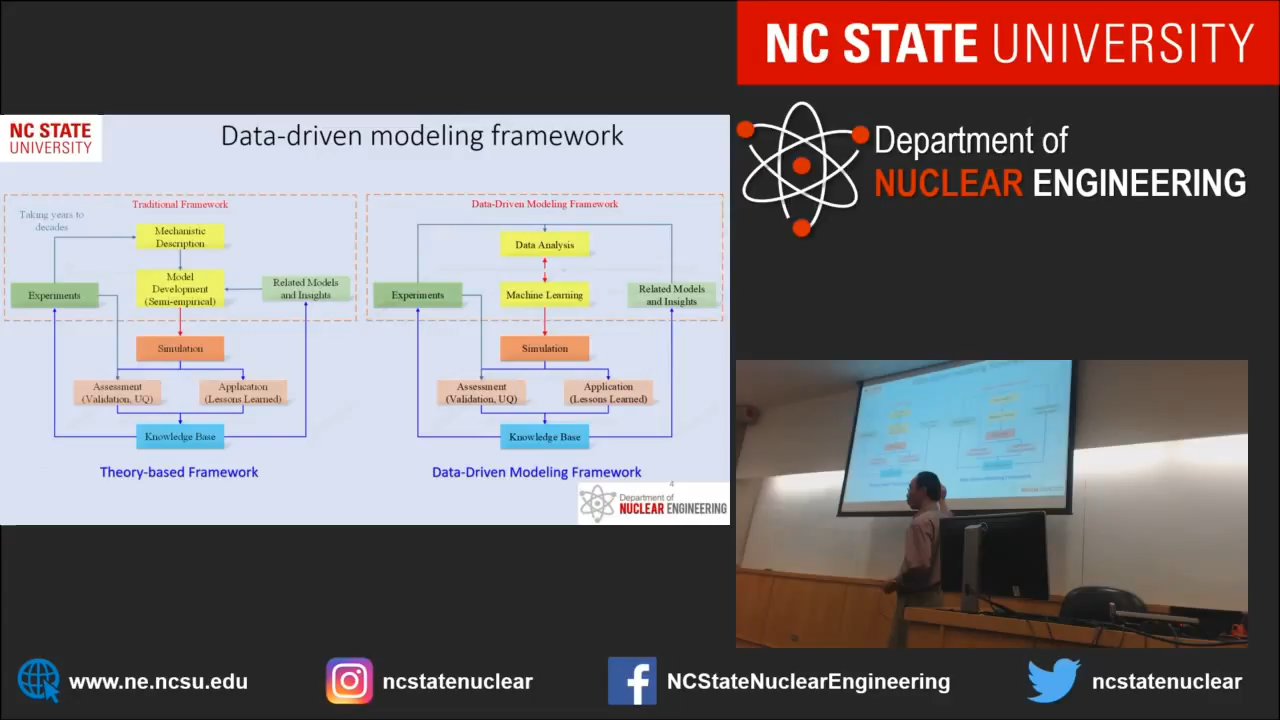 NC STATE UNIVERSITY
Department of
NUCLEAR ENGINEERING
NC STATE
UNIVERSITY
Data-driven modeling framework
Traditional Framework
Taking years to
decades
Mechanistic
Description
Model
Development
(Semi-empirical)
Experiments
Related Models
and Insights
Simulation
Assessment
(Validation, UQ)
Application
(Lessons Learned)
Knowledge Base
Theory-based Framework
Data-Driven Modeling Framework
Data Analysis
Experiments
Machine Learning
Related Models
and Insights
Simulation
Assessment
(Validation, UQ)
Application
(Lessons Learned)
Knowledge Base
Data-Driven Modeling Framework
4
Department of
NUCLEAR ENGINEERING
www.ne.ncsu.edu
ncstatenuclear
NCStateNuclearEngineering
ncstatenuclear